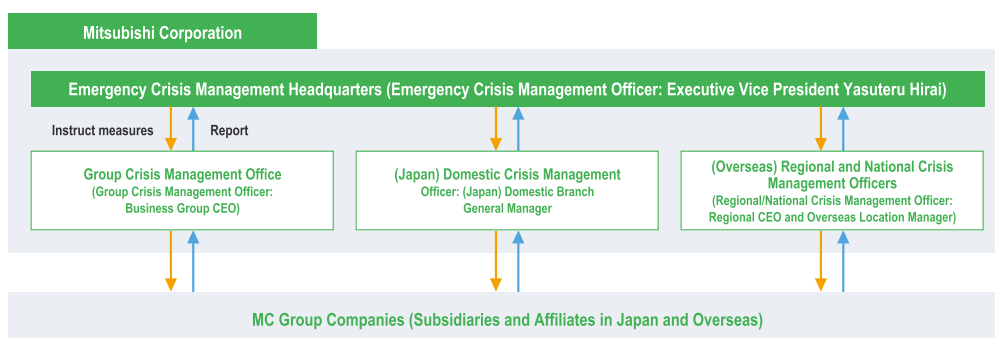 Mitsubishi Corporation
Emergency Crisis Management Headquarters (Emergency Crisis Management Officer: Executive Vice President Yasuteru Hirai)
Instruct measures
Report
Group Crisis Management Office
(Group Crisis Management Officer:
Business Group CEO)
(Japan) Domestic Crisis Management
Officer: (Japan) Domestic Branch
General Manager
(Overseas) Regional and National Crisis
Management Officers
(Regional/National Crisis Management Officer:
Regional CEO and Overseas Location Manager)
MC Group Companies (Subsidiaries and Affiliates in Japan and Overseas)